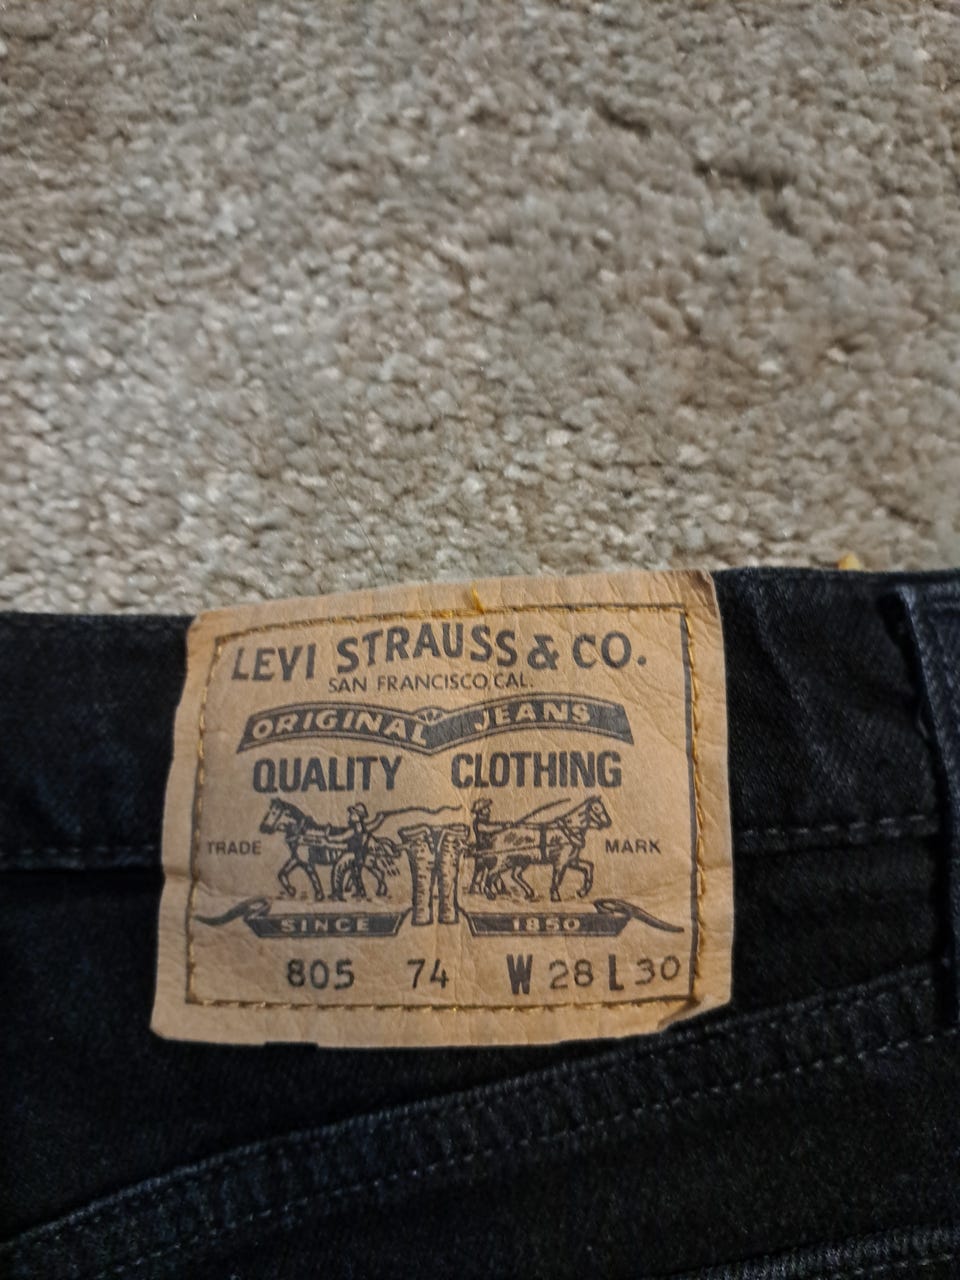 LEVI STRAUSS & CO.
SAN FRANCISCO, CAL.
ORIGINAL JEANS
QUALITY CLOTHING
TRADE MARK
SINCE 1850
805 74 W 28 L 30